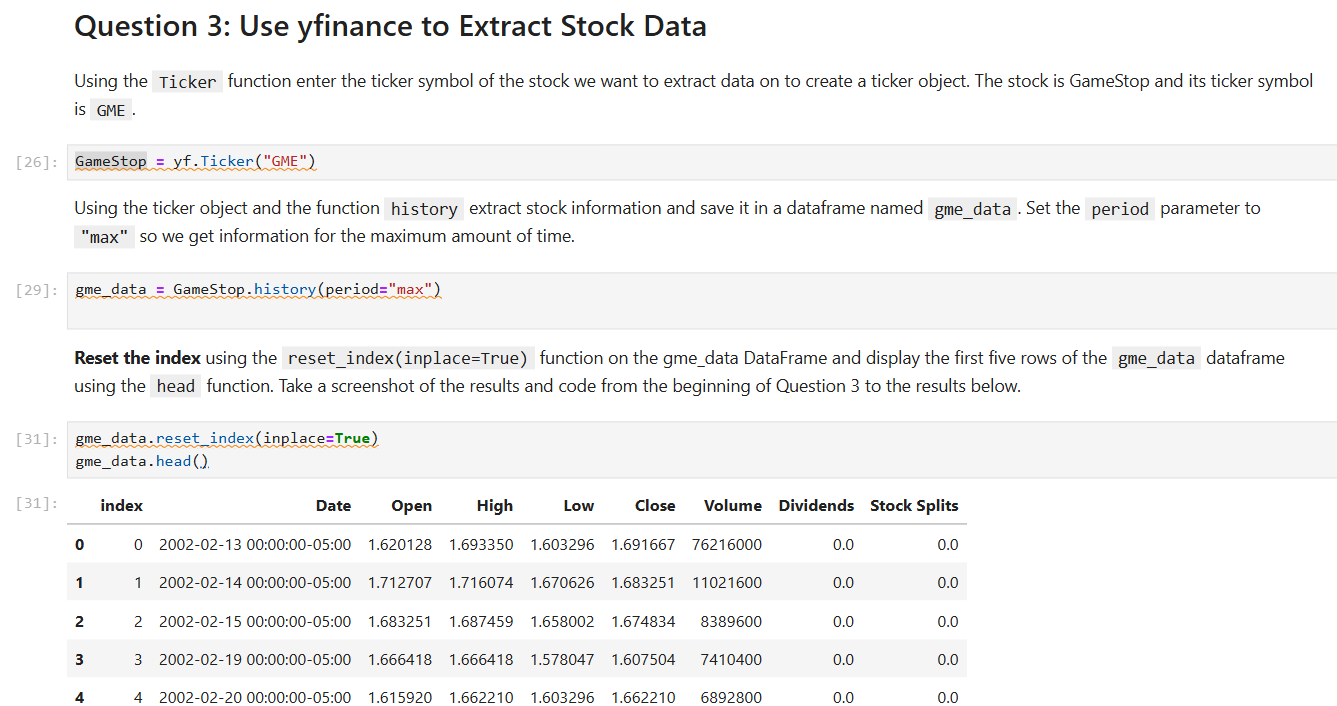 Question 3: Use yfinance to Extract Stock Data
Using the Ticker function enter the ticker symbol of the stock we want to extract data on to create a ticker object. The stock is GameStop and its ticker symbol
is GME .
[26]: GameStop = yf.Ticker("GME")
Using the ticker object and the function history extract stock information and save it in a dataframe named gme_data . Set the period parameter to
"max" so we get information for the maximum amount of time.
[29]: gme_data = GameStop.history(period="max")
Reset the index using the reset_index(inplace=True) function on the gme_data DataFrame and display the first five rows of the gme_data dataframe
using the head function. Take a screenshot of the results and code from the beginning of Question 3 to the results below.
[31]: gme_data.reset_index(inplace=True)
gme_data.head()
[31]: index Date Open High Low Close Volume Dividends Stock Splits
0 0 2002-02-13 00:00:00-05:00 1.620128 1.693350 1.603296 1.691667 76216000 0.0 0.0
1 1 2002-02-14 00:00:00-05:00 1.712707 1.716074 1.670626 1.683251 11021600 0.0 0.0
2 2 2002-02-15 00:00:00-05:00 1.683251 1.687459 1.658002 1.674834 8389600 0.0 0.0
3 3 2002-02-19 00:00:00-05:00 1.666418 1.666418 1.578047 1.607504 7410400 0.0 0.0
4 4 2002-02-20 00:00:00-05:00 1.615920 1.662210 1.603296 1.662210 6892800 0.0 0.0